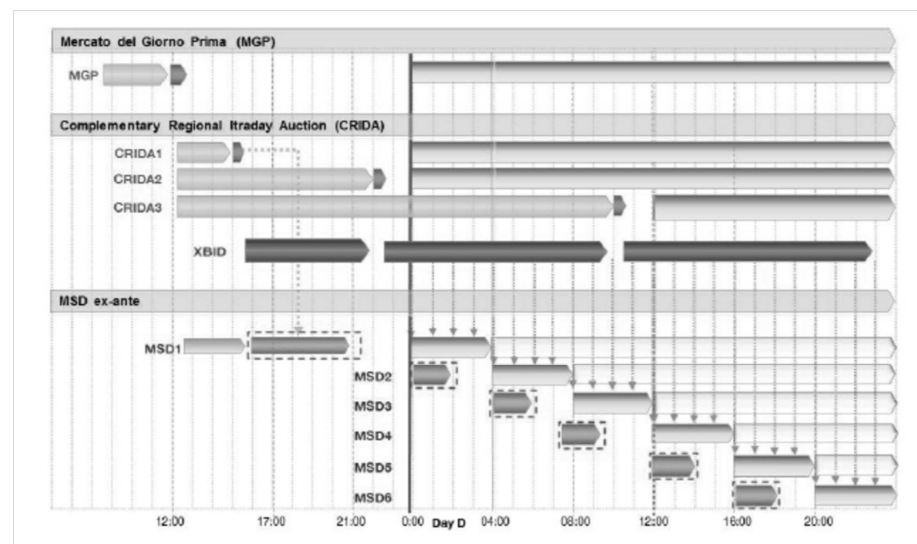 Mercato del Giorno Prima (MGP)
MGP
Complementary Regional Itraday Auction (CRIDA)
CRIDA1
CRIDA2
CRIDA3
XBID
MSD ex-ante
MSD1
MSD2
MSD3
MSD4
MSD5
MSD6
12:00 17:00 21:00 0:00 Day D 04:00 08:00 12:00 16:00 20:00